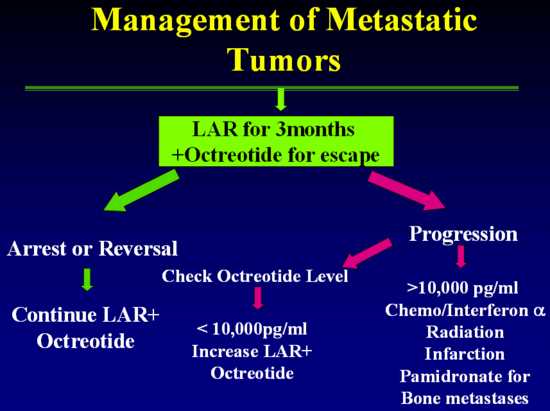 Management of Metastatic
Tumors
LAR for 3months
+Octreotide for escape
Arrest or Reversal
Continue LAR+
Octreotide
Progression
Check Octreotide Level
< 10,000pg/ml
Increase LAR+
Octreotide
>10,000 pg/ml
Chemo/Interferon α
Radiation
Infarction
Pamidronate for
Bone metastases